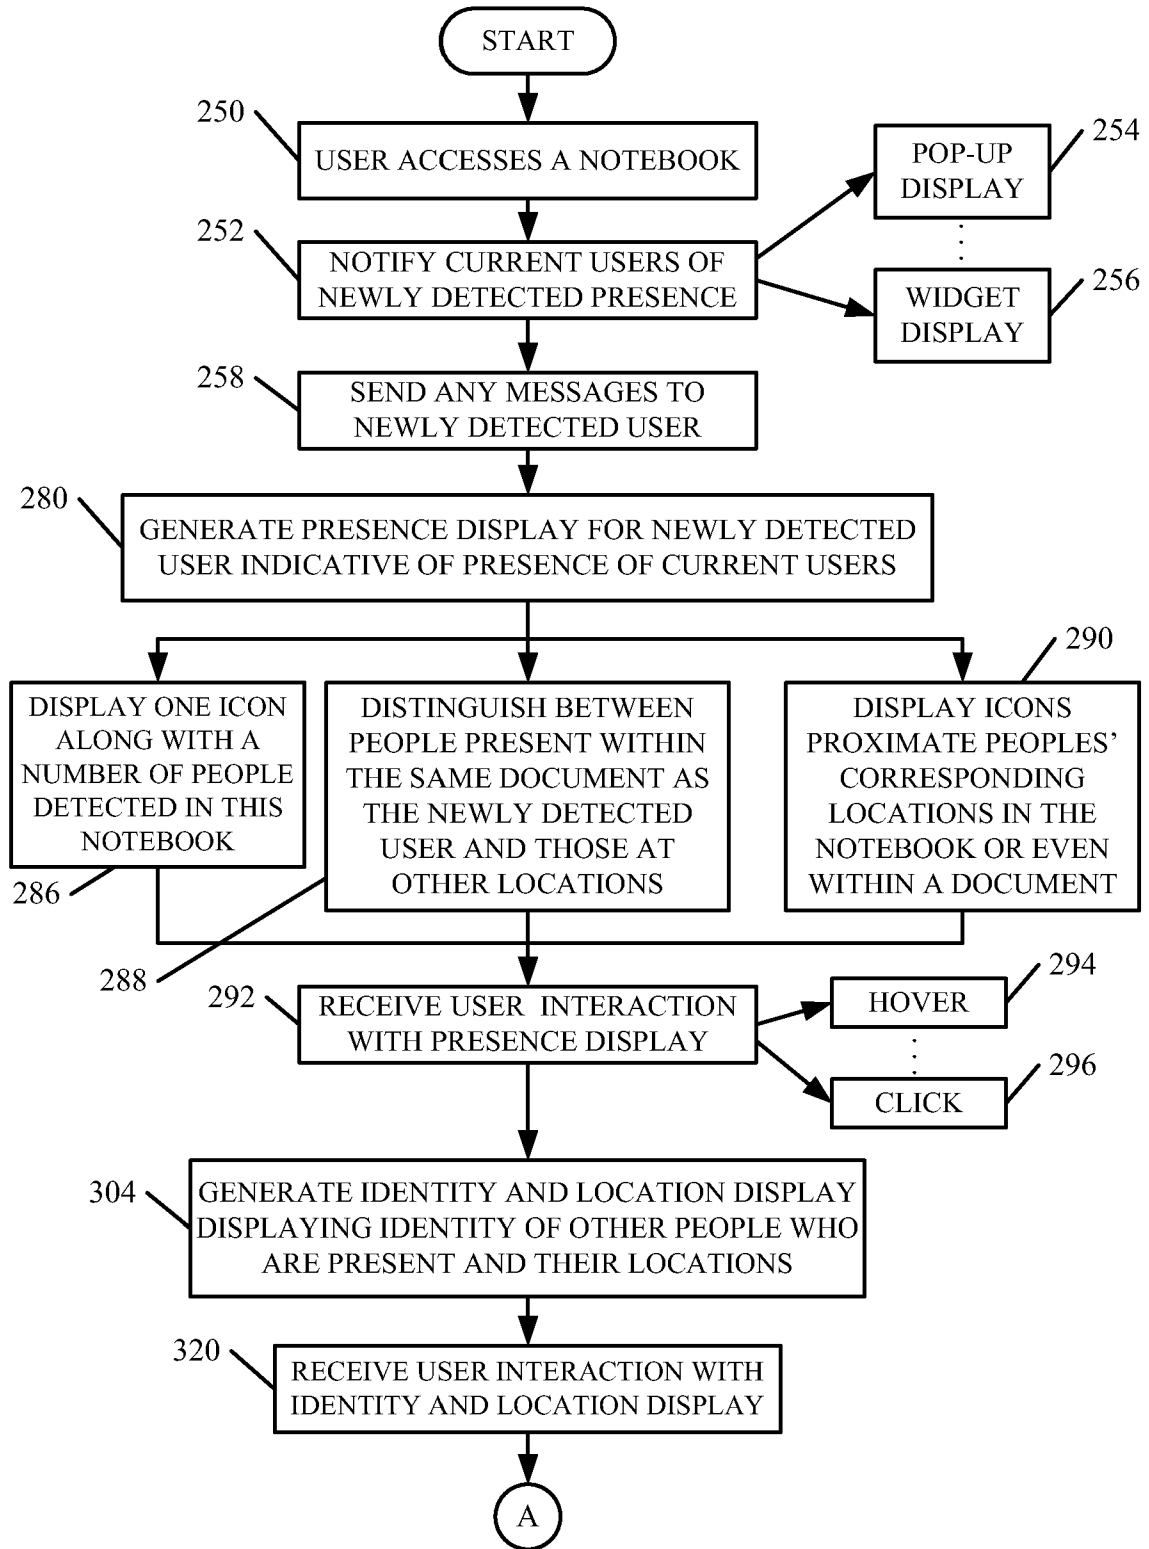 START
250
USER ACCESSES A NOTEBOOK
254
POP-UP
DISPLAY
252
NOTIFY CURRENT USERS OF
NEWLY DETECTED PRESENCE
256
WIDGET
DISPLAY
258
SEND ANY MESSAGES TO
NEWLY DETECTED USER
280
GENERATE PRESENCE DISPLAY FOR NEWLY DETECTED
USER INDICATIVE OF PRESENCE OF CURRENT USERS
DISPLAY ONE ICON
ALONG WITH A
NUMBER OF PEOPLE
DETECTED IN THIS
NOTEBOOK
286
DISTINGUISH BETWEEN
PEOPLE PRESENT WITHIN
THE SAME DOCUMENT AS
THE NEWLY DETECTED
USER AND THOSE AT
OTHER LOCATIONS
288
290
DISPLAY ICONS
PROXIMATE PEOPLES’
CORRESPONDING
LOCATIONS IN THE
NOTEBOOK OR EVEN
WITHIN A DOCUMENT
292
RECEIVE USER INTERACTION
WITH PRESENCE DISPLAY
294
HOVER
296
CLICK
304
GENERATE IDENTITY AND LOCATION DISPLAY
DISPLAYING IDENTITY OF OTHER PEOPLE WHO
ARE PRESENT AND THEIR LOCATIONS
320
RECEIVE USER INTERACTION WITH
IDENTITY AND LOCATION DISPLAY
A